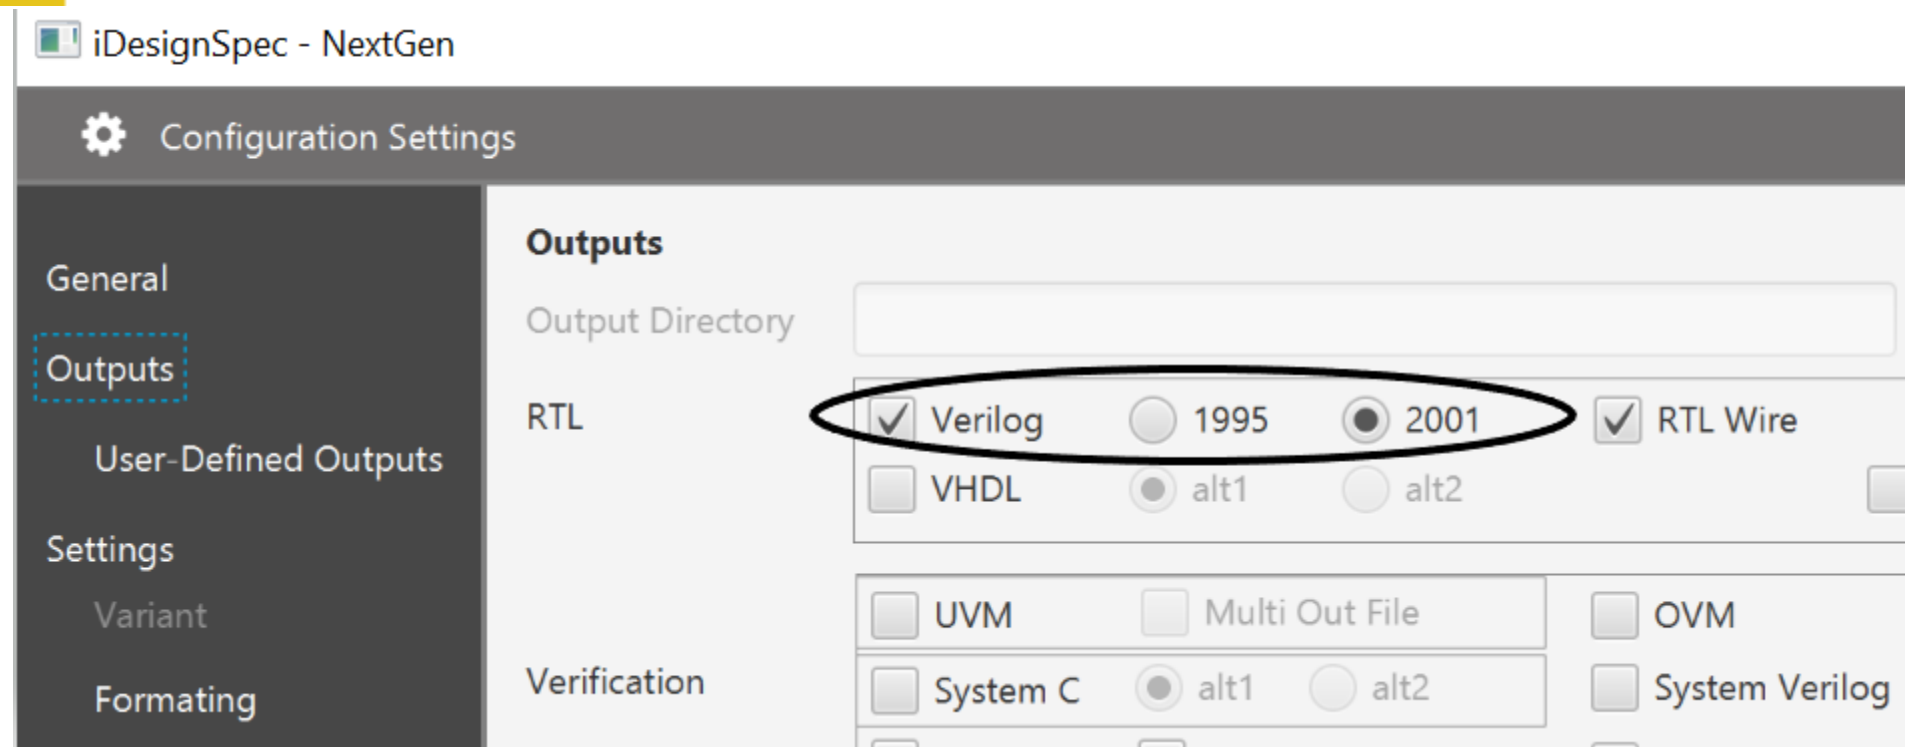 iDesignSpec - NextGen
Configuration Settings
General
Outputs
User-Defined Outputs
Settings
Variant
Formating
Outputs
Output Directory
RTL
Verilog 1995 2001 RTL Wire
VHDL alt1 alt2
Verification
UVM Multi Out File OVM
System C alt1 alt2 System Verilog